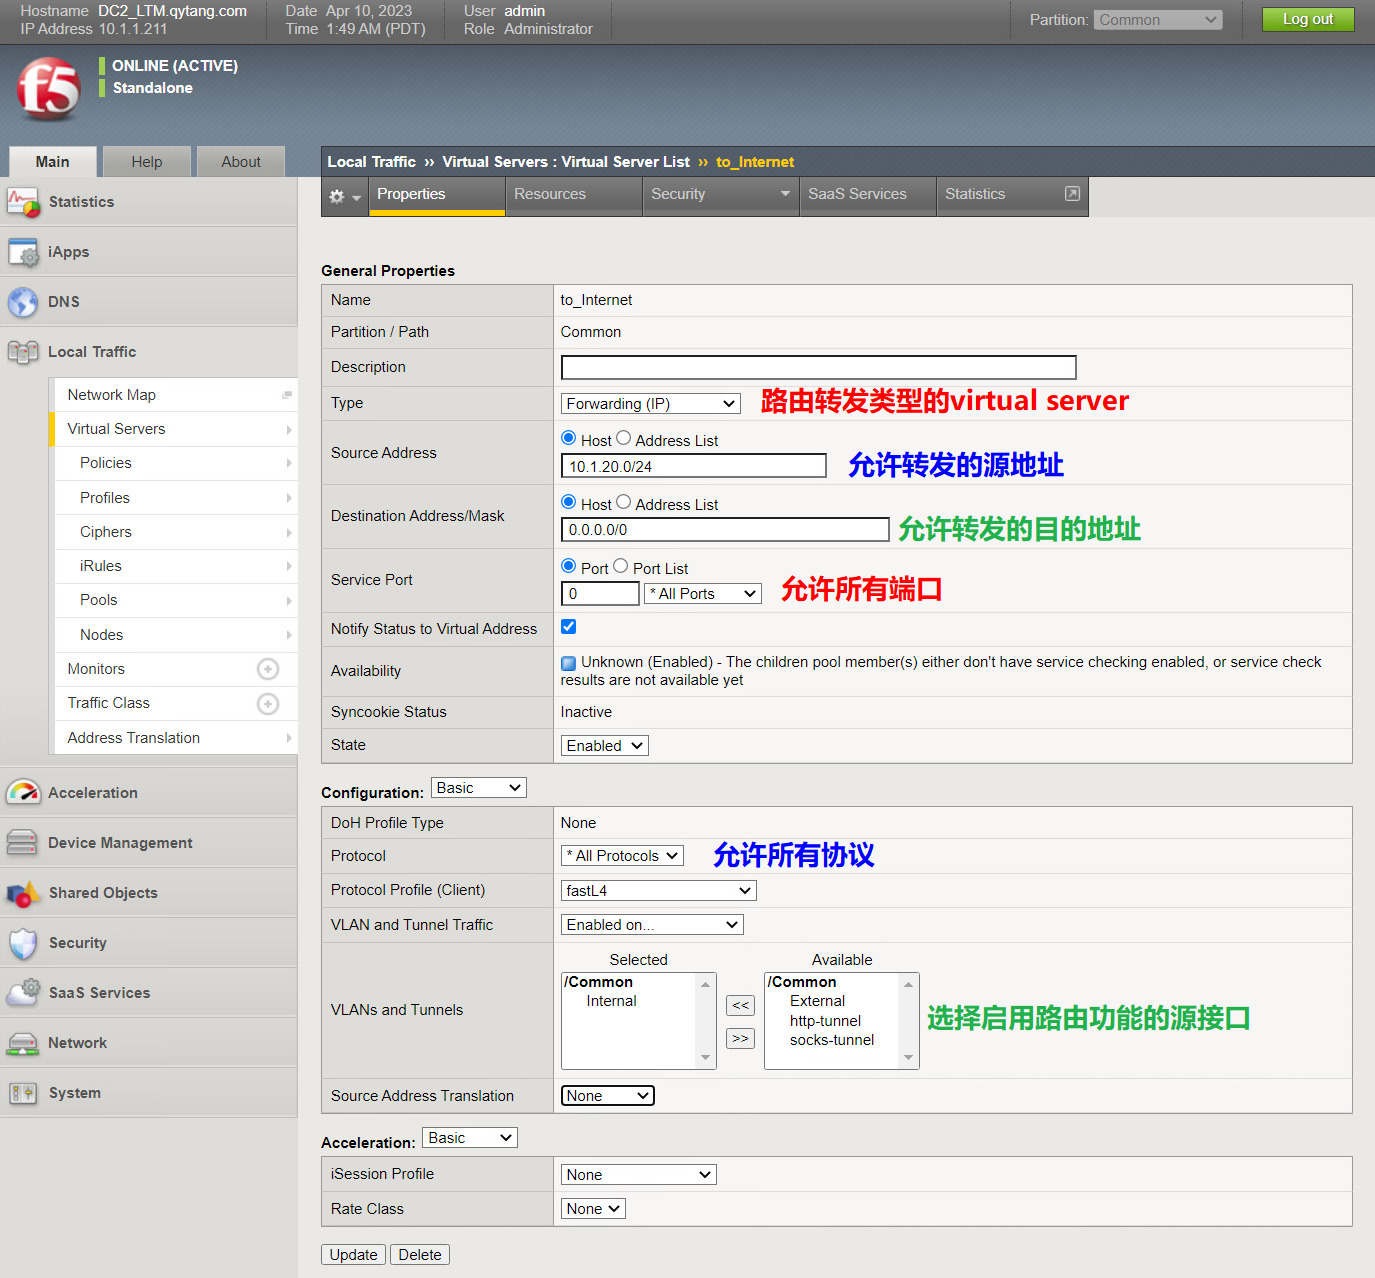 Hostname DC2_LTM.qytang.com Date Apr 10, 2023 User admin
IP Address 10.1.1.211 Time 1:49 AM (PDT) Role Administrator
Partition: Common Log out
f5
ONLINE (ACTIVE)
Standalone
Main Help About
Local Traffic ›› Virtual Servers : Virtual Server List ›› to_Internet
Properties Resources Security SaaS Services Statistics
Statistics
iApps
DNS
Local Traffic
Network Map
Virtual Servers
Policies
Profiles
Ciphers
iRules
Pools
Nodes
Monitors
Traffic Class
Address Translation
Acceleration
Device Management
Shared Objects
Security
SaaS Services
Network
System
General Properties
Name to_Internet
Partition / Path Common
Description
Type Forwarding (IP) 路由转发类型的virtual server
Source Address Host Address List
10.1.20.0/24 允许转发的源地址
Destination Address/Mask Host Address List
0.0.0.0/0 允许转发的目的地址
Service Port Port Port List
0 * All Ports 允许所有端口
Notify Status to Virtual Address
Availability Unknown (Enabled) - The children pool member(s) either don't have service checking enabled, or service check
results are not available yet
Syncookie Status Inactive
State Enabled
Configuration: Basic
DoH Profile Type None
Protocol * All Protocols 允许所有协议
Protocol Profile (Client) fastL4
VLAN and Tunnel Traffic Enabled on...
VLANs and Tunnels
Selected Available
/Common << /Common
Internal >> External
http-tunnel
socks-tunnel
选择启用路由功能的源接口
Source Address Translation None
Acceleration: Basic
iSession Profile None
Rate Class None
Update Delete